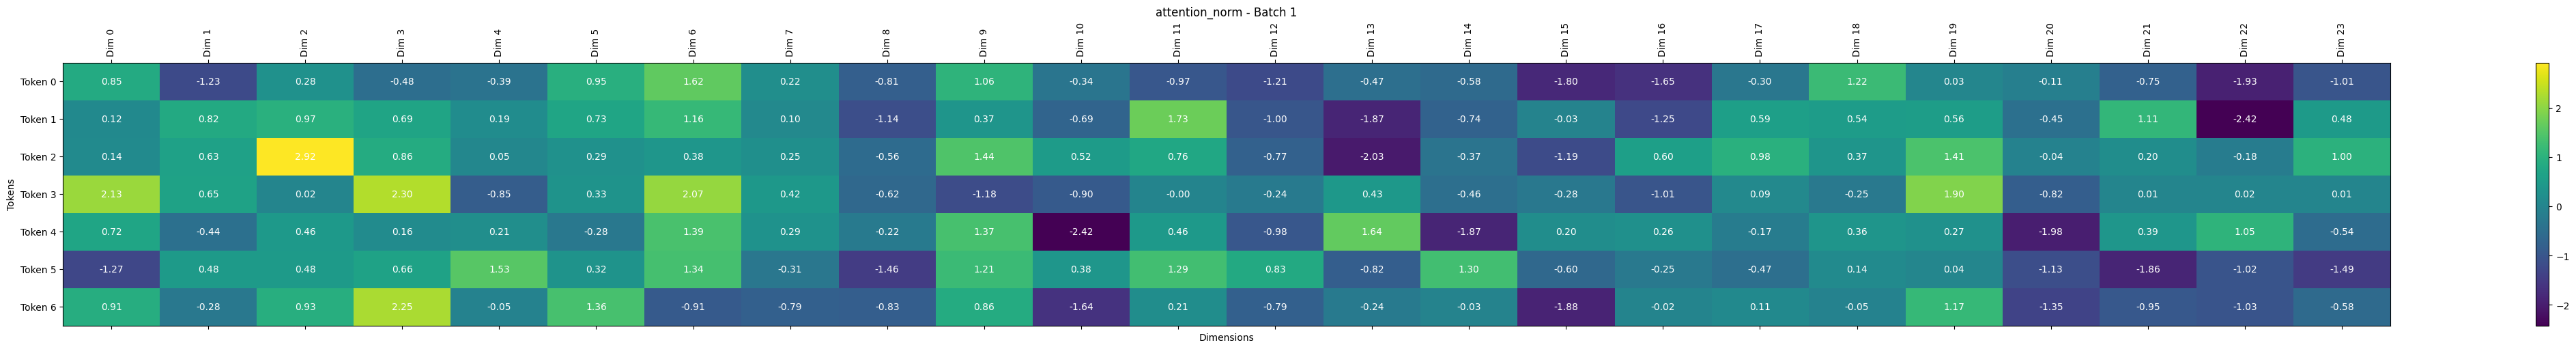 attention_norm - Batch 1
Dim 0 Dim 1 Dim 2 Dim 3 Dim 4 Dim 5 Dim 6 Dim 7 Dim 8 Dim 9 Dim 10 Dim 11 Dim 12 Dim 13 Dim 14 Dim 15 Dim 16 Dim 17 Dim 18 Dim 19 Dim 20 Dim 21 Dim 22 Dim 23
Token 0 0.85 -1.23 0.28 -0.48 -0.39 0.95 1.62 0.22 -0.81 1.06 -0.34 -0.97 -1.21 -0.47 -0.58 -1.80 -1.65 -0.30 1.22 0.03 -0.11 -0.75 -1.93 -1.01
Token 1 0.12 0.82 0.97 0.69 0.19 0.73 1.16 0.10 -1.14 0.37 -0.69 1.73 -1.00 -1.87 -0.74 -0.03 -1.25 0.59 0.54 0.56 -0.45 1.11 -2.42 0.48
Token 2 0.14 0.63 2.92 0.86 0.05 0.29 0.38 0.25 -0.56 1.44 0.52 0.76 -0.77 -2.03 -0.37 -1.19 0.60 0.98 0.37 1.41 -0.04 0.20 -0.18 1.00
Token 3 2.13 0.65 0.02 2.30 -0.85 0.33 2.07 0.42 -0.62 -1.18 -0.90 -0.00 -0.24 0.43 -0.46 -0.28 -1.01 0.09 -0.25 1.90 -0.82 0.01 0.02 0.01
Token 4 0.72 -0.44 0.46 0.16 0.21 -0.28 1.39 0.29 -0.22 1.37 -2.42 0.46 -0.98 1.64 -1.87 0.20 0.26 -0.17 0.36 0.27 -1.98 0.39 1.05 -0.54
Token 5 -1.27 0.48 0.48 0.66 1.53 0.32 1.34 -0.31 -1.46 1.21 0.38 1.29 0.83 -0.82 1.30 -0.60 -0.25 -0.47 0.14 0.04 -1.13 -1.86 -1.02 -1.49
Token 6 0.91 -0.28 0.93 2.25 -0.05 1.36 -0.91 -0.79 -0.83 0.86 -1.64 0.21 -0.79 -0.24 -0.03 -1.88 -0.02 0.11 -0.05 1.17 -1.35 -0.95 -1.03 -0.58
Tokens
Dimensions
2
1
0
−1
−2